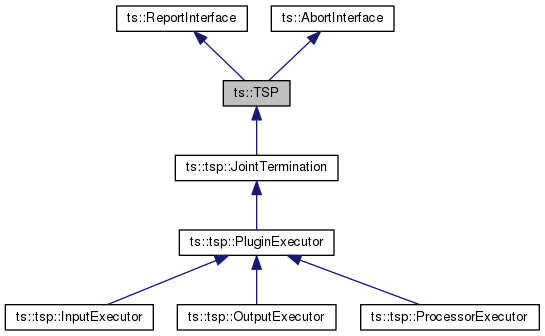 ts::ReportInterface
ts::AbortInterface
ts::TSP
ts::tsp::JointTermination
ts::tsp::PluginExecutor
ts::tsp::InputExecutor
ts::tsp::OutputExecutor
ts::tsp::ProcessorExecutor